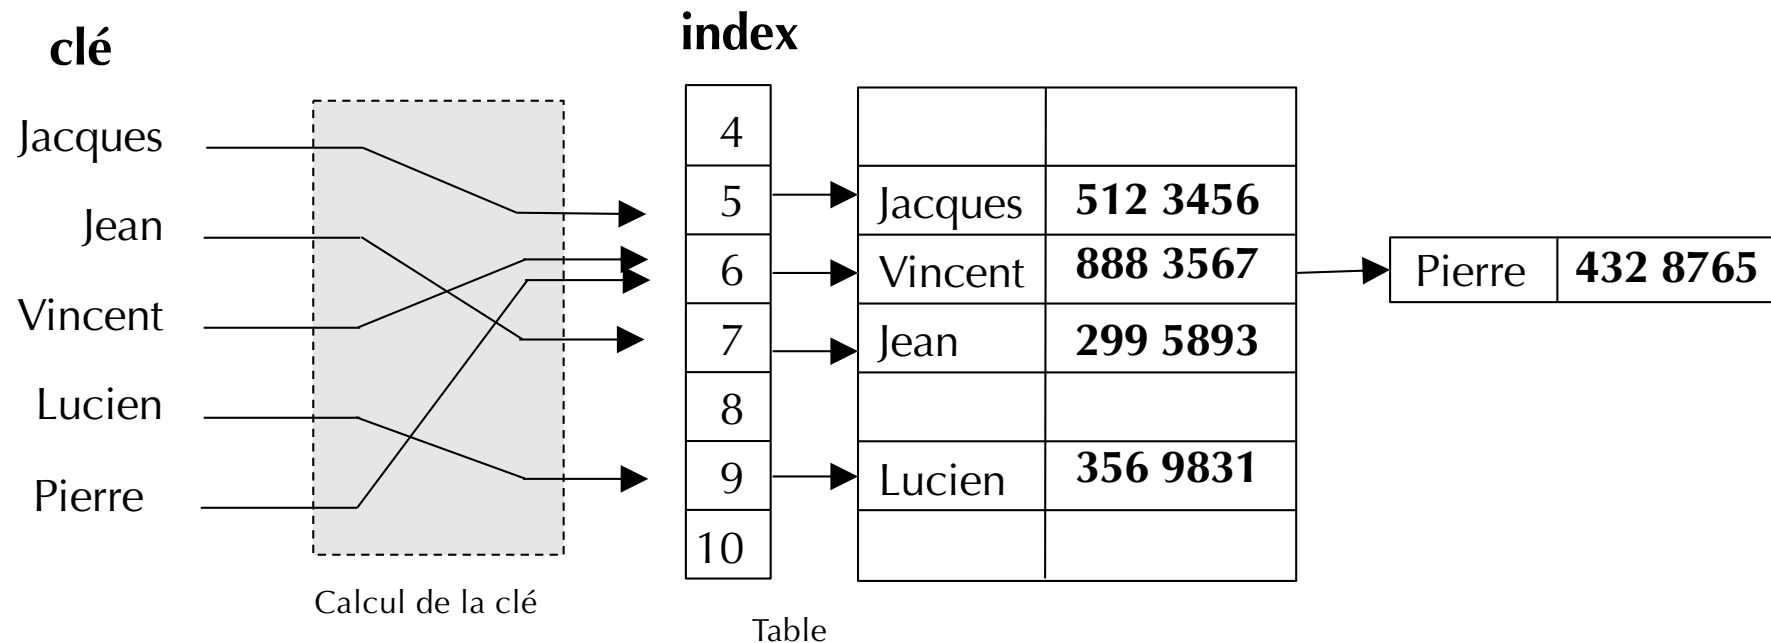 clé
index
Jacques
Jean
Vincent
Lucien
Pierre
Calcul de la clé
4
5
6
7
8
9
10
Jacques 512 3456
Vincent 888 3567
Jean 299 5893
Lucien 356 9831
Pierre 432 8765
Table